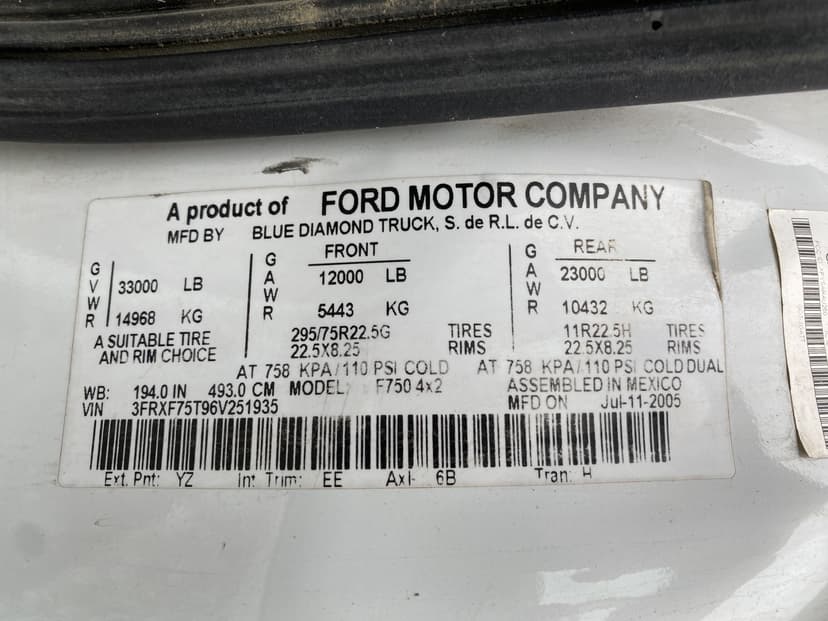 A product of FORD MOTOR COMPANY
MFD BY BLUE DIAMOND TRUCK, S. de R.L. de C.V.
GVWR 33000 LB 14968 KG
FRONT
GAWR 12000 LB 5443 KG
REAR
GAWR 23000 LB 10432 KG
A SUITABLE TIRE AND RIM CHOICE
295/75R22.5G TIRES 11R22.5H TIRES
22.5X8.25 RIMS 22.5X8.25 RIMS
AT 758 KPA/110 PSI COLD AT 758 KPA/110 PSI COLD DUAL
WB: 194.0 IN 493.0 CM MODEL: F750 4x2 ASSEMBLED IN MEXICO
VIN 3FRXF75T96V251935 MFD ON Jul-11-2005
Ext. Pnt: YZ Int Trim: EE Axl- 6B Tran: H